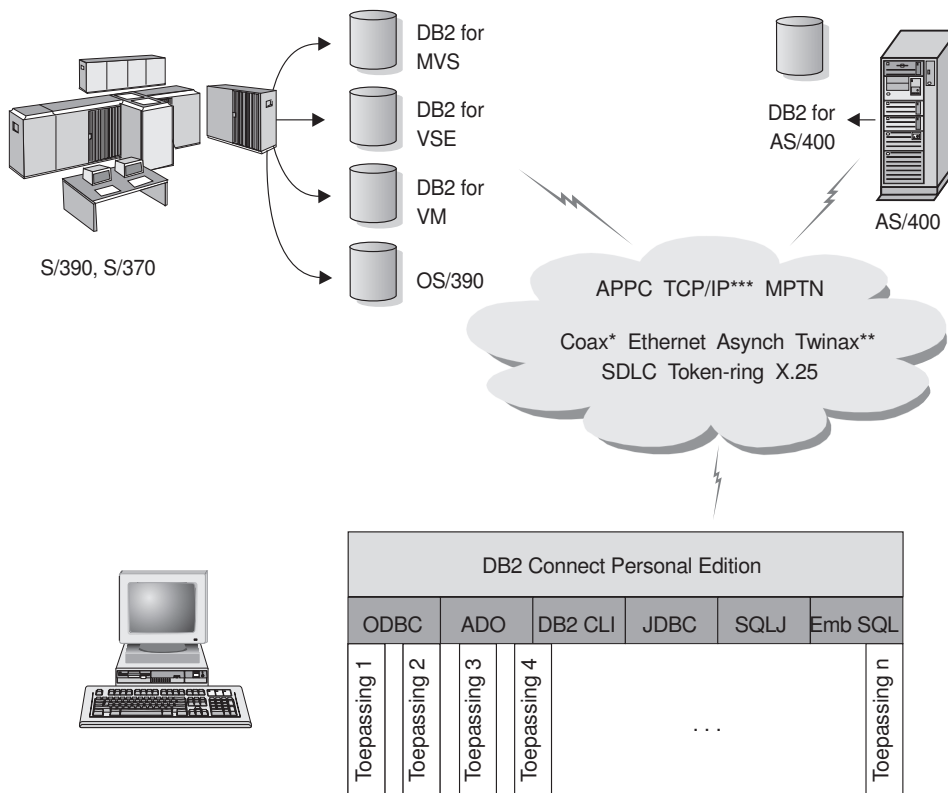 DB2 for
MVS
DB2 for
VSE
DB2 for
VM
OS/390
S/390, S/370
DB2 for
AS/400
AS/400
APPC TCP/IP*** MPTN
Coax* Ethernet Asynch Twinax**
SDLC Token-ring X.25
DB2 Connect Personal Edition
ODBC ADO DB2 CLI JDBC SQLJ Emb SQL
Toepassing 1
Toepassing 2
Toepassing 3
Toepassing 4
. . .
Toepassing n